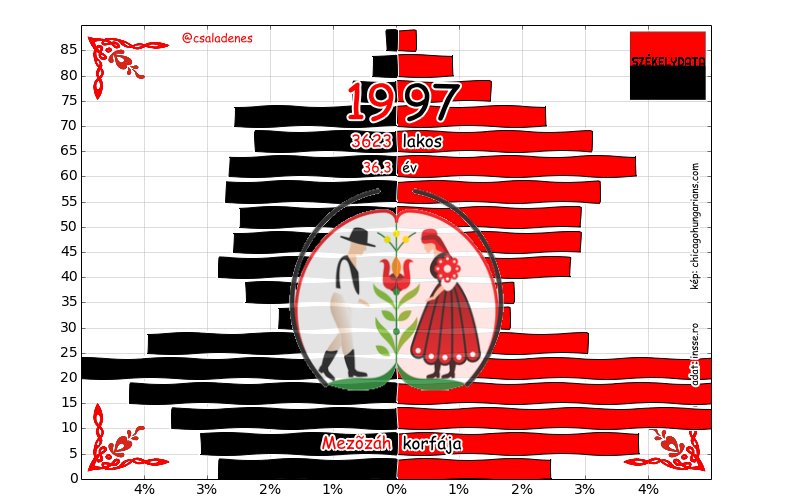 @csaladenes
SZÉKELYDATA
85
80
75
70
65
60
55
50
45
40
35
30
25
20
15
10
5
0
1997
3623 lakos
36.3 év
kép: chicagohungarians.com
adat: insse.ro
Mezõzáh korfája
4% 3% 2% 1% 0% 1% 2% 3% 4%